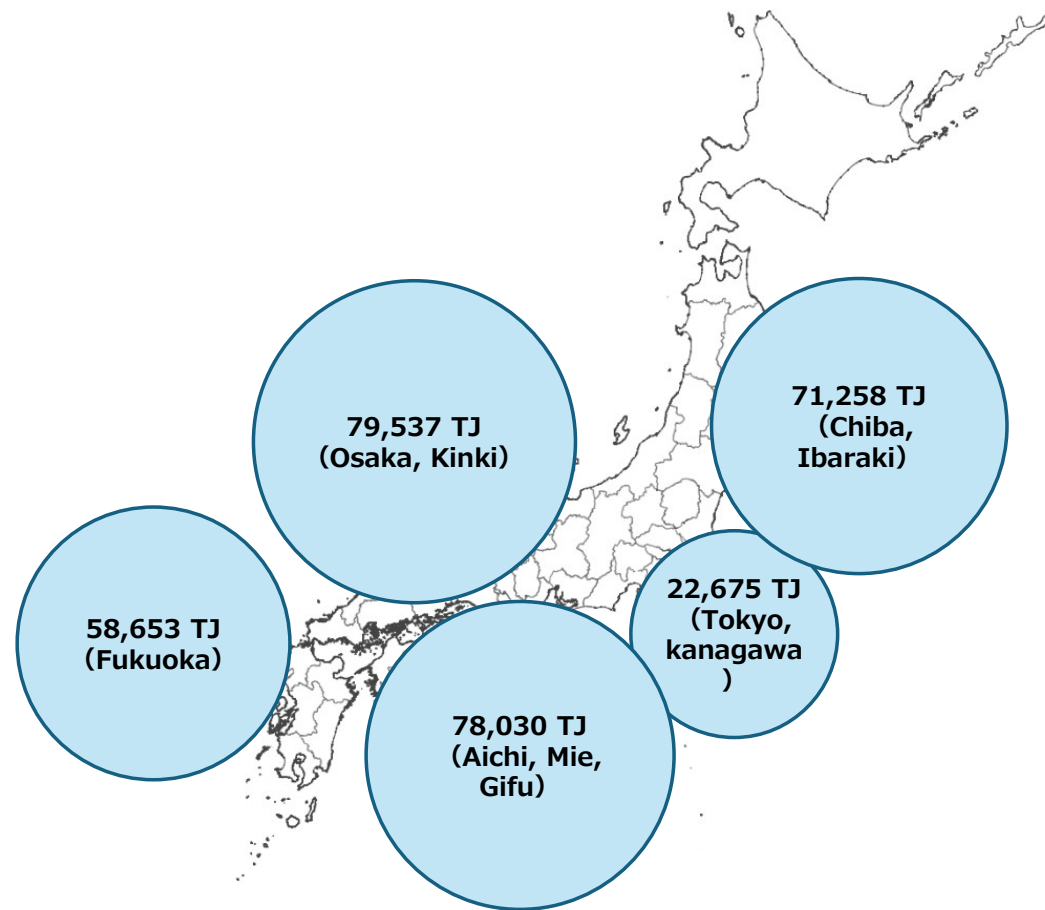 79,537 TJ
（Osaka, Kinki）
71,258 TJ
（Chiba,
Ibaraki）
58,653 TJ
（Fukuoka）
22,675 TJ
（Tokyo,
kanagawa
）
78,030 TJ
（Aichi, Mie,
Gifu）